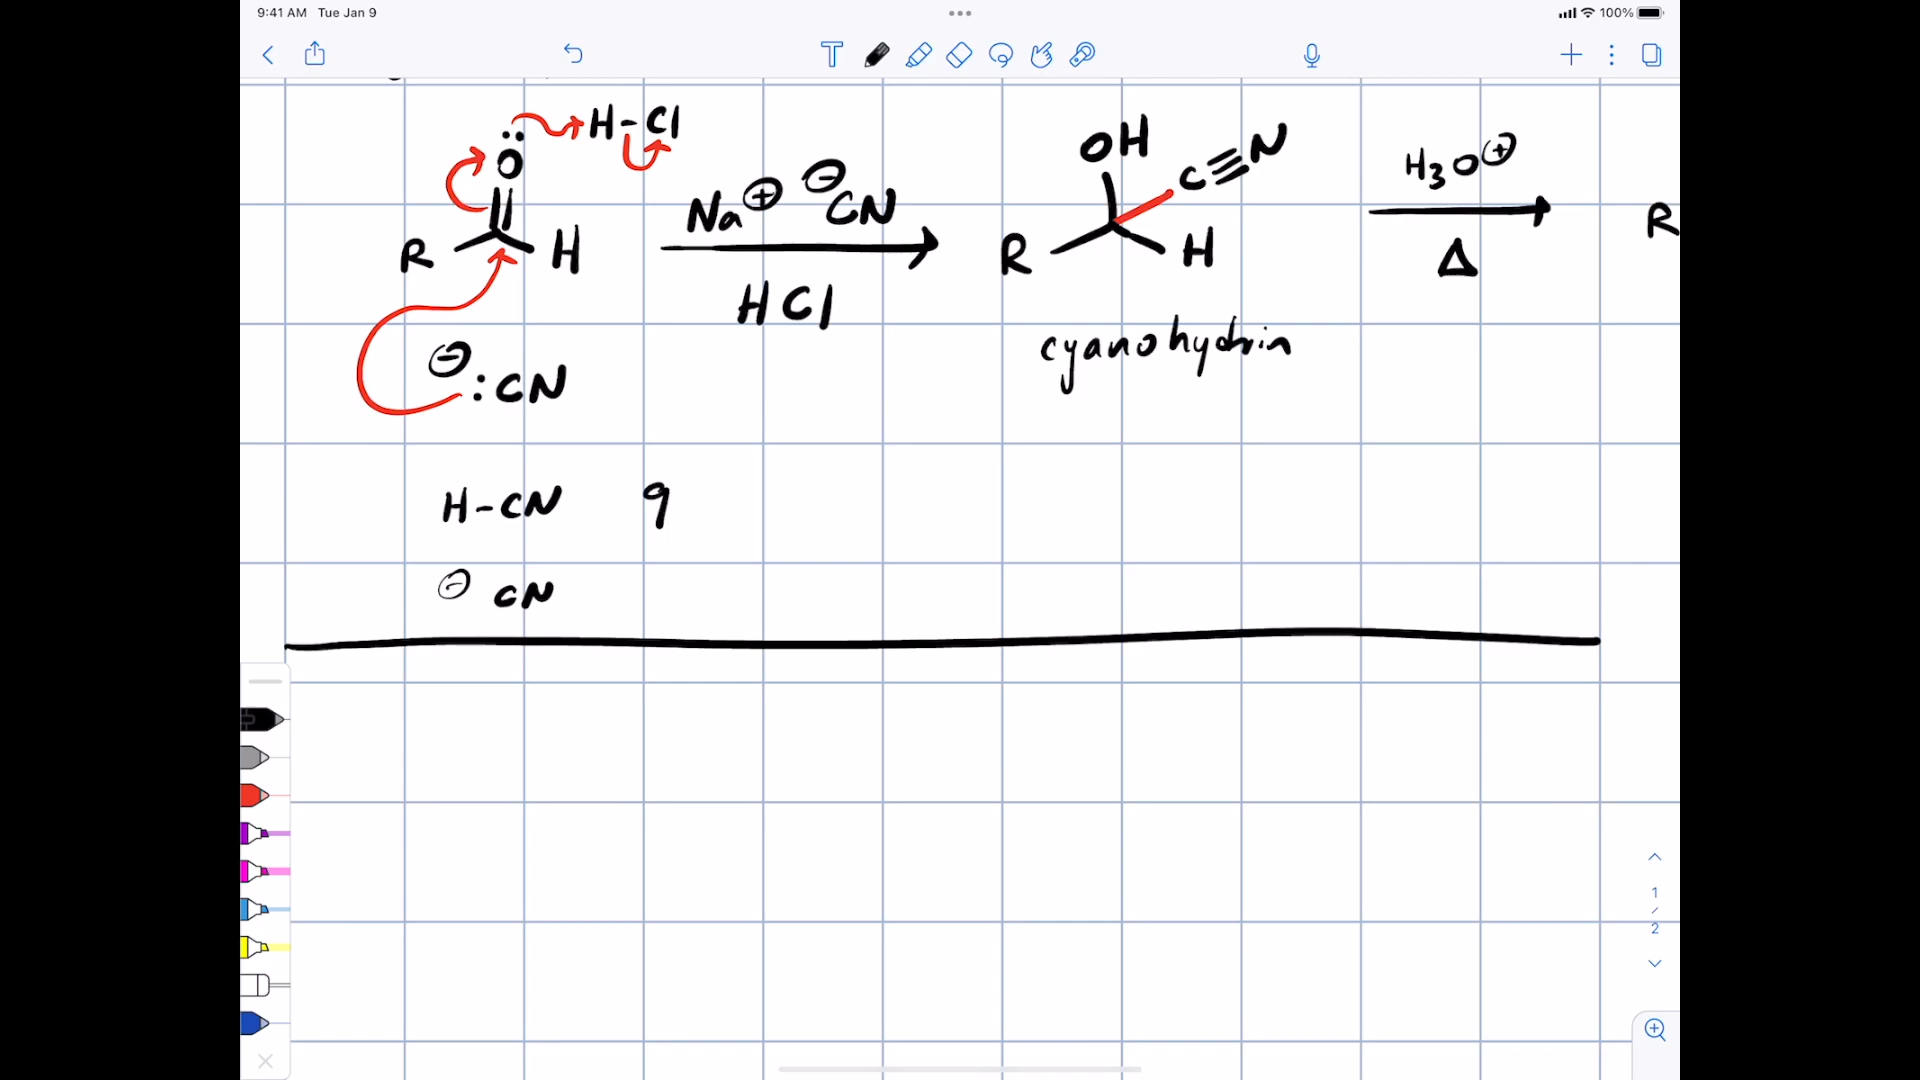 9:41 AM Tue Jan 9
100%
T
Ö H-Cl
R H
Na⊕ ⊖CN
HCl
OH
C≡N
R H
cyanohydrin
H3O⊕
Δ
R
⊖
:CN
H-CN 9
⊖ CN
1
/
2